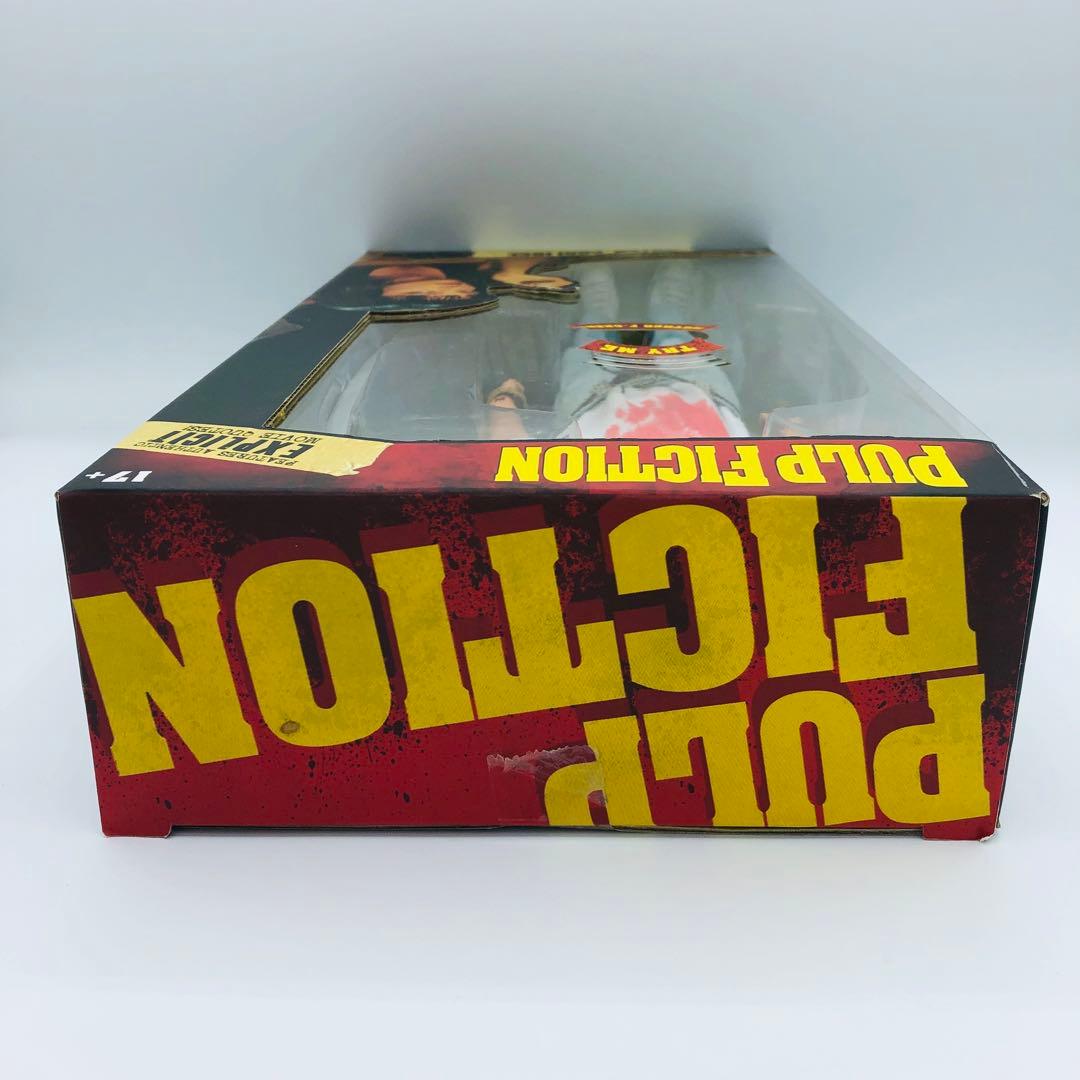 TRY ME
PULP FICTION
FEATURES AUTHENTIC
EXPLICIT
MOVIE QUOTES!
17+
PULP
FICTION